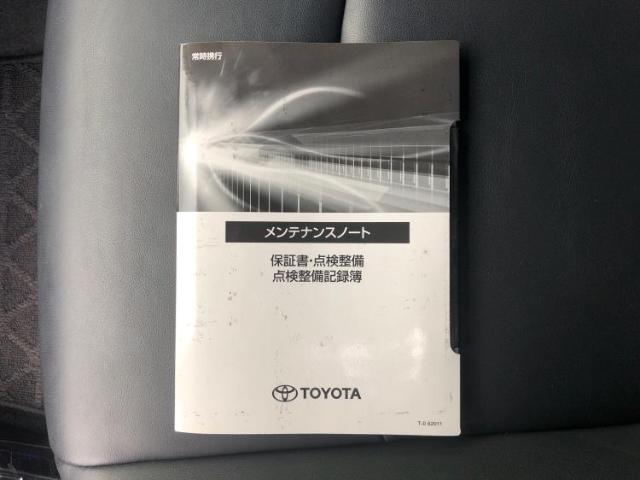 常時携行
メンテナンスノート
保証書・点検整備
点検整備記録簿
TOYOTA
T-D 62011